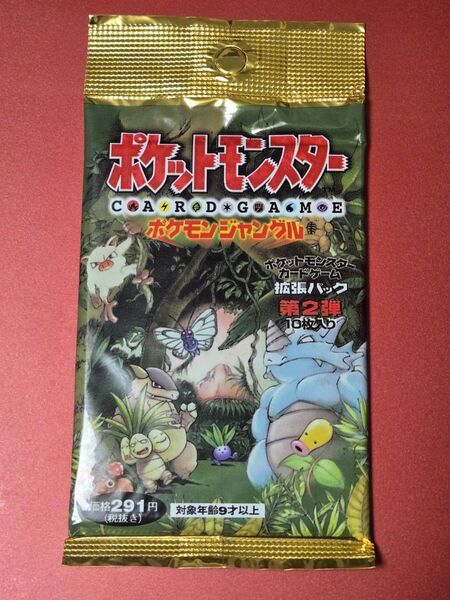 ポケットモンスター
CARD GAME
ポケモンジャングル
ポケットモンスター
カードゲーム
拡張パック
第2弾
10枚入り
価格291円
(税抜き)
対象年齢9才以上